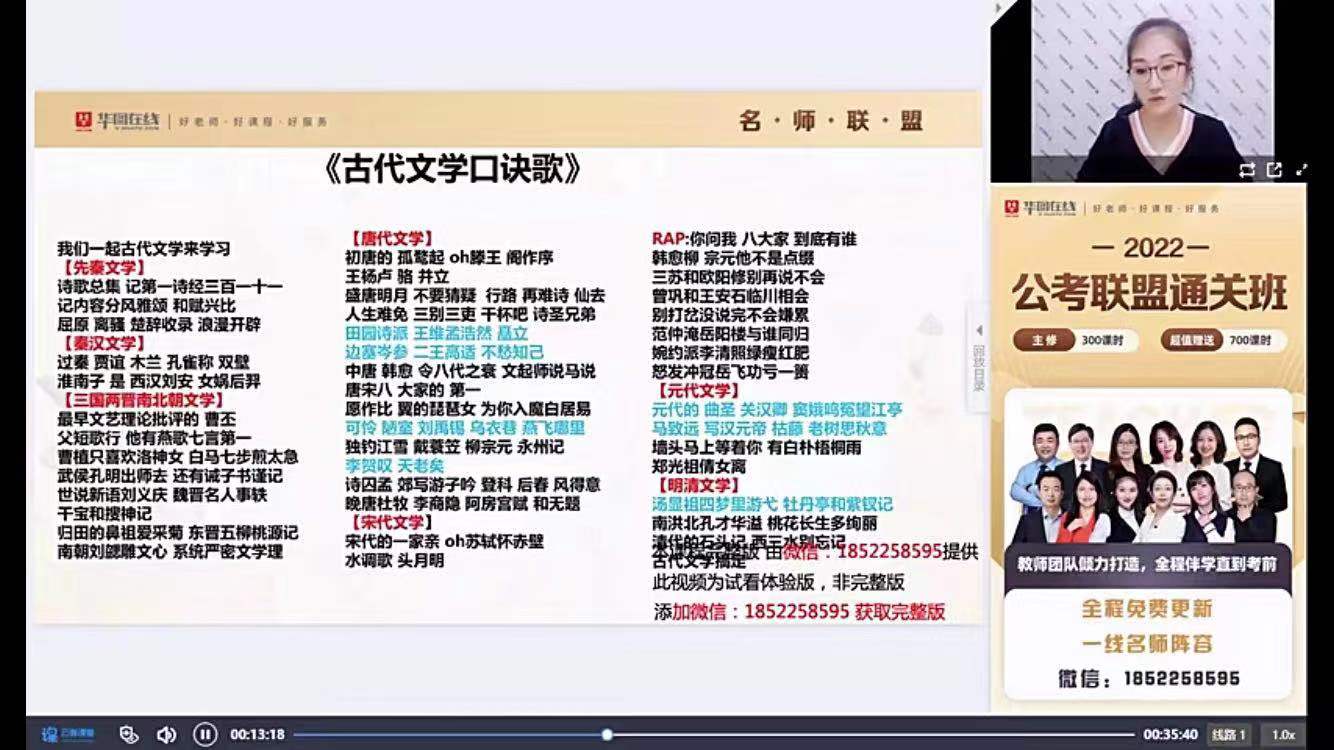 华图在线
好老师·好课程·好服务
名·师·联·盟
《古代文学口诀歌》
我们一起古代文学来学习
【先秦文学】
诗歌总集 记第一诗经三百一十一
记内容分风雅颂 和赋兴比
屈原 离骚 楚辞收录 浪漫开辟
【秦汉文学】
过秦 贾谊 木兰 孔雀称 双壁
淮南子 是 西汉刘安 女娲后羿
【三国两晋南北朝文学】
最早文艺理论批评的 曹丕
父短歌行 他有燕歌七言第一
曹植只喜欢洛神女 白马七步煎太急
武侯孔明出师去 还有诫子书谨记
世说新语刘义庆 魏晋名人事轶
干宝和搜神记
归田的鼻祖爱采菊 东晋五柳桃源记
南朝刘勰雕文心 系统严密文学理
【唐代文学】
初唐的 孤鹜起 oh滕王 阁作序
王杨卢 骆 并立
盛唐明月 不要猜疑 行路 再难诗 仙去
人生难免 三别三吏 干杯吧 诗圣兄弟
田园诗派 王维孟浩然 矗立
边塞岑参 二王高适 不愁知己
中唐 韩愈 令八代之衰 文起师说马说
唐宋八 大家的 第一
愿作比 翼的琵琶女 为你入魔白居易
可怜 陋室 刘禹锡 乌衣巷 燕飞哪里
独钓江雪 戴蓑笠 柳宗元 永州记
李贺叹 天老矣
诗囚孟 郊写游子吟 登科 后春 风得意
晚唐杜牧 李商隐 阿房宫赋 和无题
【宋代文学】
宋代的一家亲 oh苏轼怀赤壁
水调歌 头月明
RAP:你问我 八大家 到底有谁
韩愈柳 宗元他不是点缀
三苏和欧阳修别再说不会
曾巩和王安石临川相会
别打岔没说完不会嫌累
范仲淹岳阳楼与谁同归
婉约派李清照绿瘦红肥
怒发冲冠岳飞功亏一篑
【元代文学】
元代的 曲圣 关汉卿 窦娥呜冤望江亭
马致远 写汉元帝 枯藤 老树思秋意
墙头马上等着你 有白朴梧桐雨
郑光祖倩女离
【明清文学】
汤显祖四梦里游弋 牡丹亭和紫钗记
南洪北孔才华溢 桃花长生多绚丽
清代的石头记 西三水别忘记
古代文学搞定
由微信：1852258595提供
此视频为试看体验版，非完整版
添加微信：1852258595 获取完整版
回放目录
华图在线
好老师·好课程·好服务
2022
公考联盟通关班
主修 300课时 超值赠送 700课时
教师团队倾力打造，全程伴学直到考前
全程免费更新
一线名师阵容
微信：1852258595
00:13:18
00:35:40 线路1 1.0x